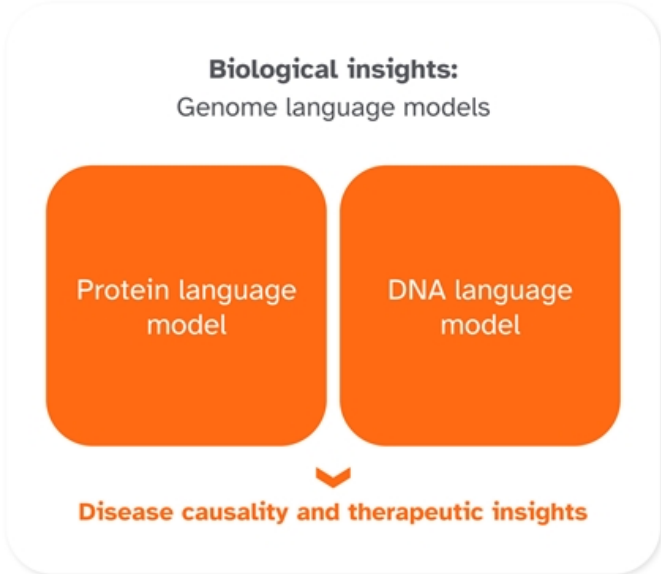 Biological insights:
Genome language models
Protein language
model
DNA language
model
Disease causality and therapeutic insights